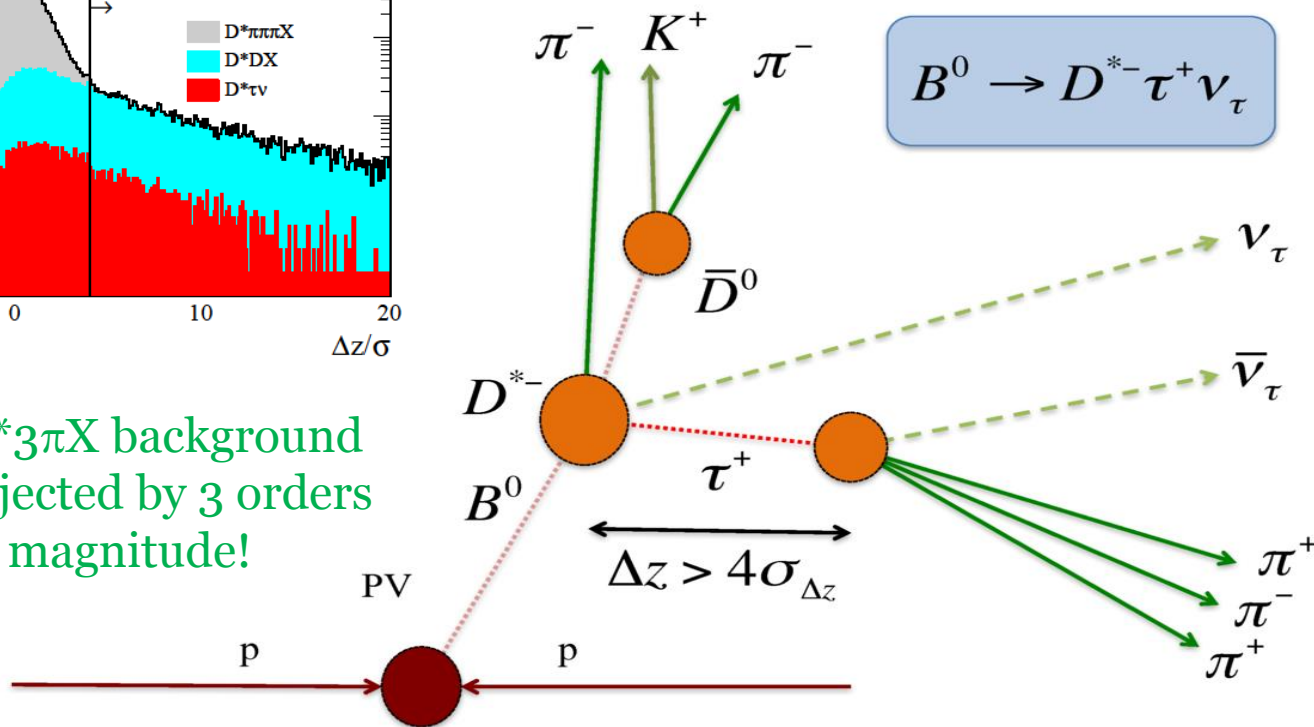 D*πππX
D*DX
D*τν
0 10 20
Δz/σ
*3πX background
jected by 3 orders
magnitude!
π⁻ K⁺ π⁻
B⁰ → D*⁻ τ⁺ ν_τ
D̅⁰
ν_τ
ν̅_τ
D*⁻
τ⁺
B⁰
Δz > 4σ_Δz
PV
p p
π⁺
π⁻
π⁺